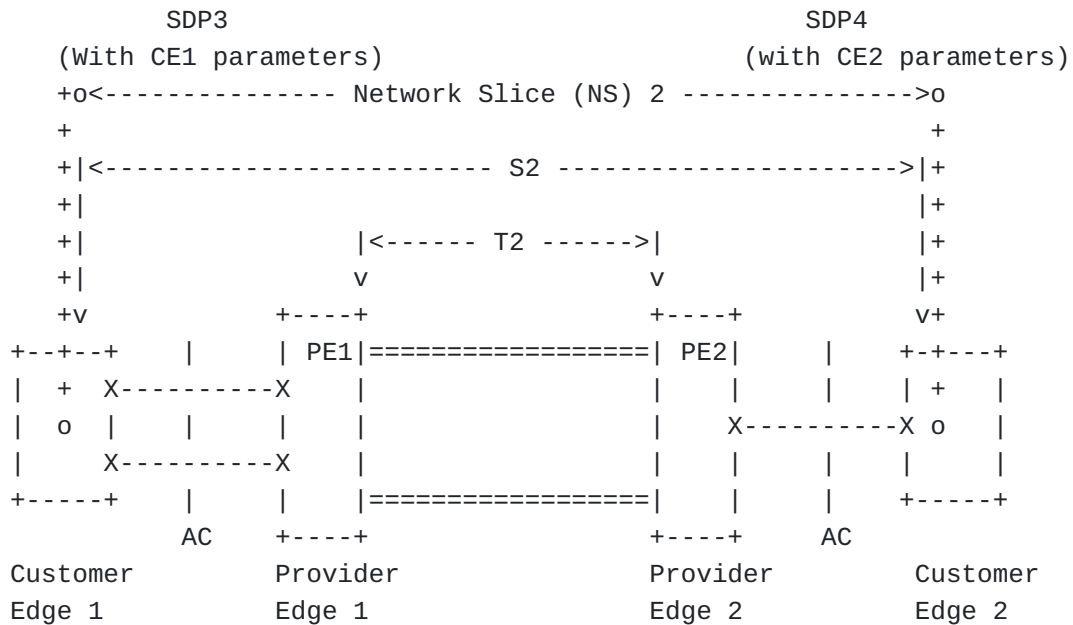 SDP3                                     SDP4
   (With CE1 parameters)                       (with CE2 parameters)
   +o<--------------- Network Slice (NS) 2 --------------->o
   +                                                       +
   +|<------------------------- S2 ---------------------->|+
   +|                                                      |+
   +|                 |<------ T2 ------>|                 |+
   +|                 v                  v                 |+
   +v            +----+                  +----+            v+
+--+--+    |     | PE1|==================| PE2|     |    +-+---+
|  +  X----------X    |                  |    |     |    | +   |
|  o  |    |     |    |                  |    X----------X o   |
|     X----------X    |                  |    |     |    |     |
+-----+    |     |    |==================|    |     |    +-----+
           AC    +----+                  +----+     AC
Customer         Provider                Provider         Customer
Edge 1           Edge 1                  Edge 2           Edge 2